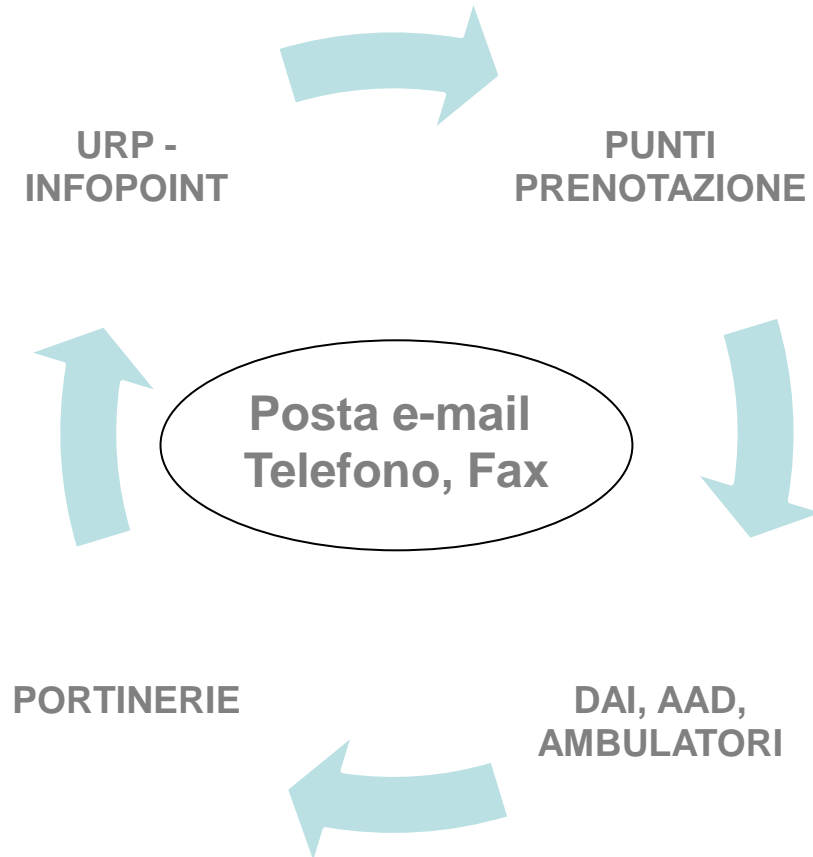 URP -
INFOPOINT
PUNTI
PRENOTAZIONE
Posta e-mail
Telefono, Fax
PORTINERIE
DAI, AAD,
AMBULATORI